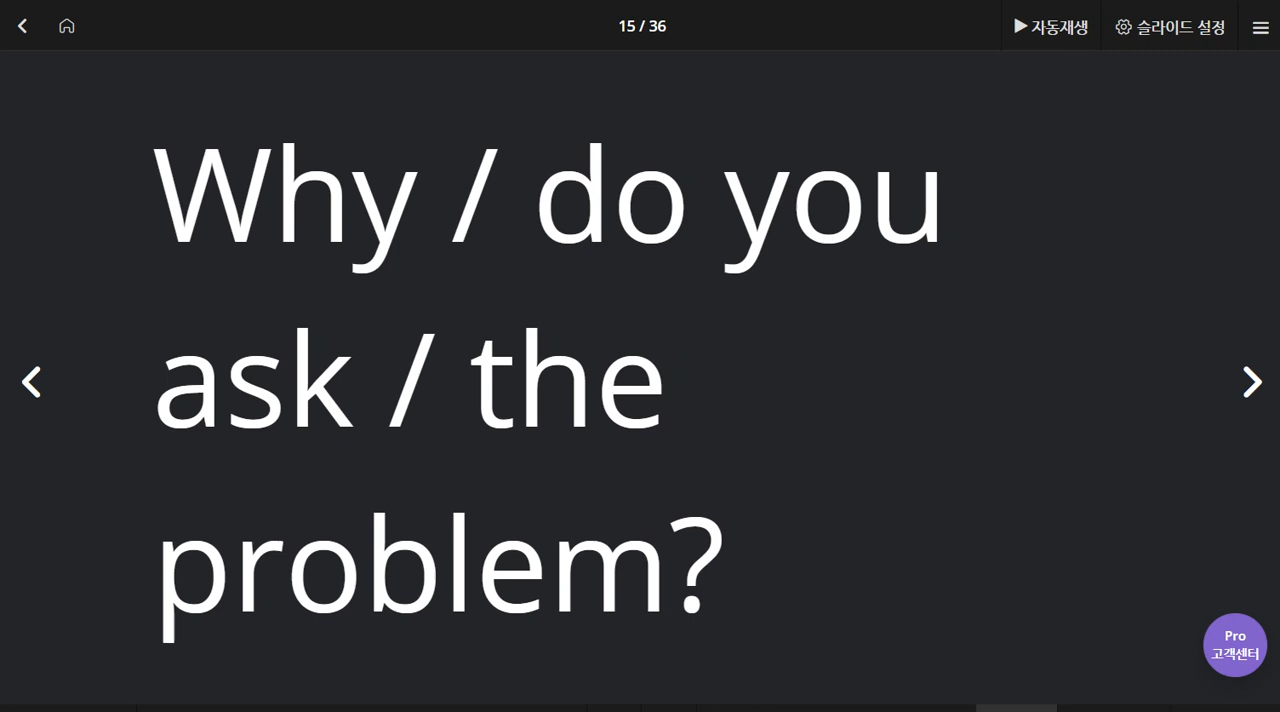 15 / 36
▶ 자동재생
슬라이드 설정
Why / do you
ask / the
problem?
Pro
고객센터